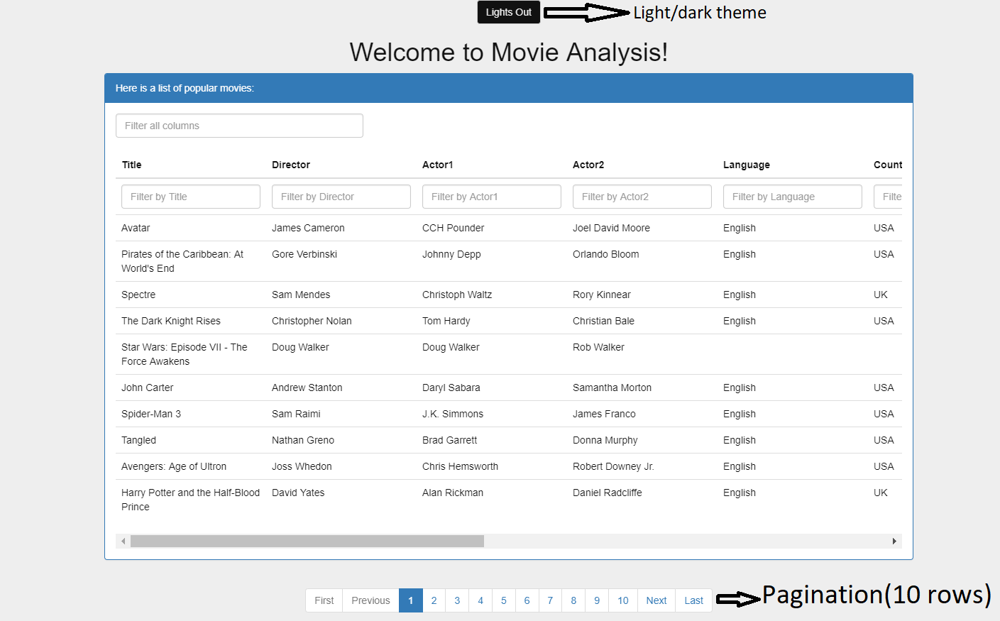 Lights Out
Light/dark theme
Welcome to Movie Analysis!
Here is a list of popular movies:
Filter all columns
Title Director Actor1 Actor2 Language Count
Filter by Title Filter by Director Filter by Actor1 Filter by Actor2 Filter by Language Filte
Avatar James Cameron CCH Pounder Joel David Moore English USA
Pirates of the Caribbean: At Gore Verbinski Johnny Depp Orlando Bloom English USA
World's End
Spectre Sam Mendes Christoph Waltz Rory Kinnear English UK
The Dark Knight Rises Christopher Nolan Tom Hardy Christian Bale English USA
Star Wars: Episode VII - The Doug Walker Doug Walker Rob Walker
Force Awakens
John Carter Andrew Stanton Daryl Sabara Samantha Morton English USA
Spider-Man 3 Sam Raimi J.K. Simmons James Franco English USA
Tangled Nathan Greno Brad Garrett Donna Murphy English USA
Avengers: Age of Ultron Joss Whedon Chris Hemsworth Robert Downey Jr. English USA
Harry Potter and the Half-Blood David Yates Alan Rickman Daniel Radcliffe English UK
Prince
First Previous 1 2 3 4 5 6 7 8 9 10 Next Last
Pagination(10 rows)